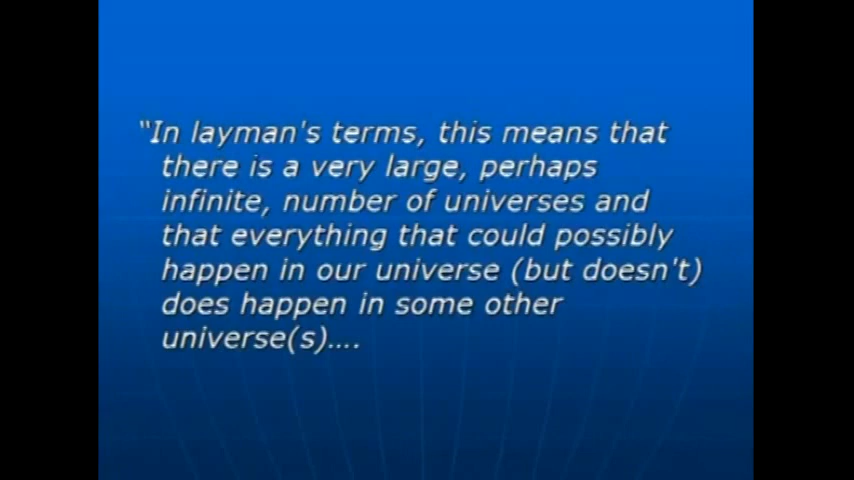 "In layman's terms, this means that
there is a very large, perhaps
infinite, number of universes and
that everything that could possibly
happen in our universe (but doesn't)
does happen in some other
universe(s)....